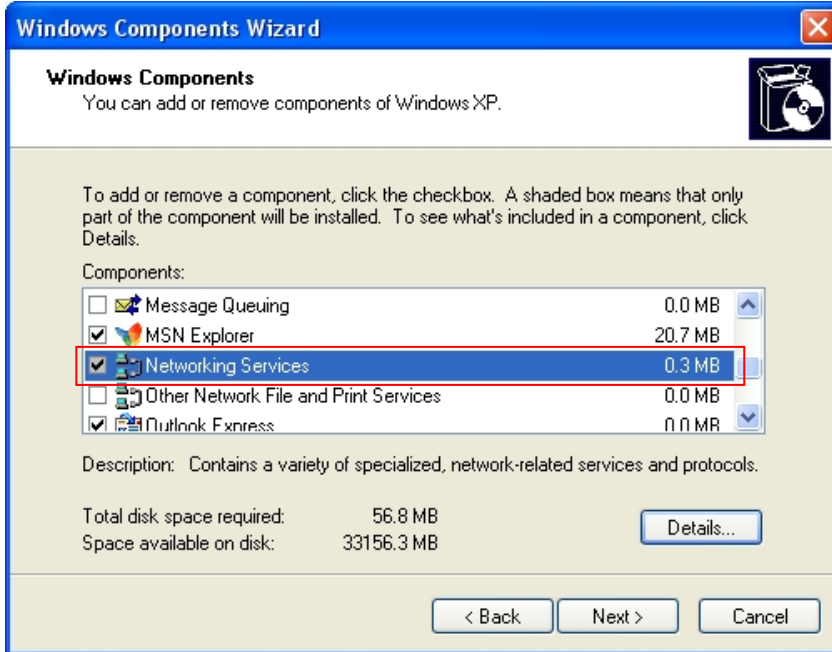 Windows Components Wizard
Windows Components
You can add or remove components of Windows XP.
To add or remove a component, click the checkbox. A shaded box means that only
part of the component will be installed. To see what's included in a component, click
Details.
Components:
Message Queuing 0.0 MB
MSN Explorer 20.7 MB
Networking Services 0.3 MB
Other Network File and Print Services 0.0 MB
Outlook Express 0.0 MB
Description: Contains a variety of specialized, network-related services and protocols.
Total disk space required: 56.8 MB
Space available on disk: 33156.3 MB
Details...
< Back Next > Cancel